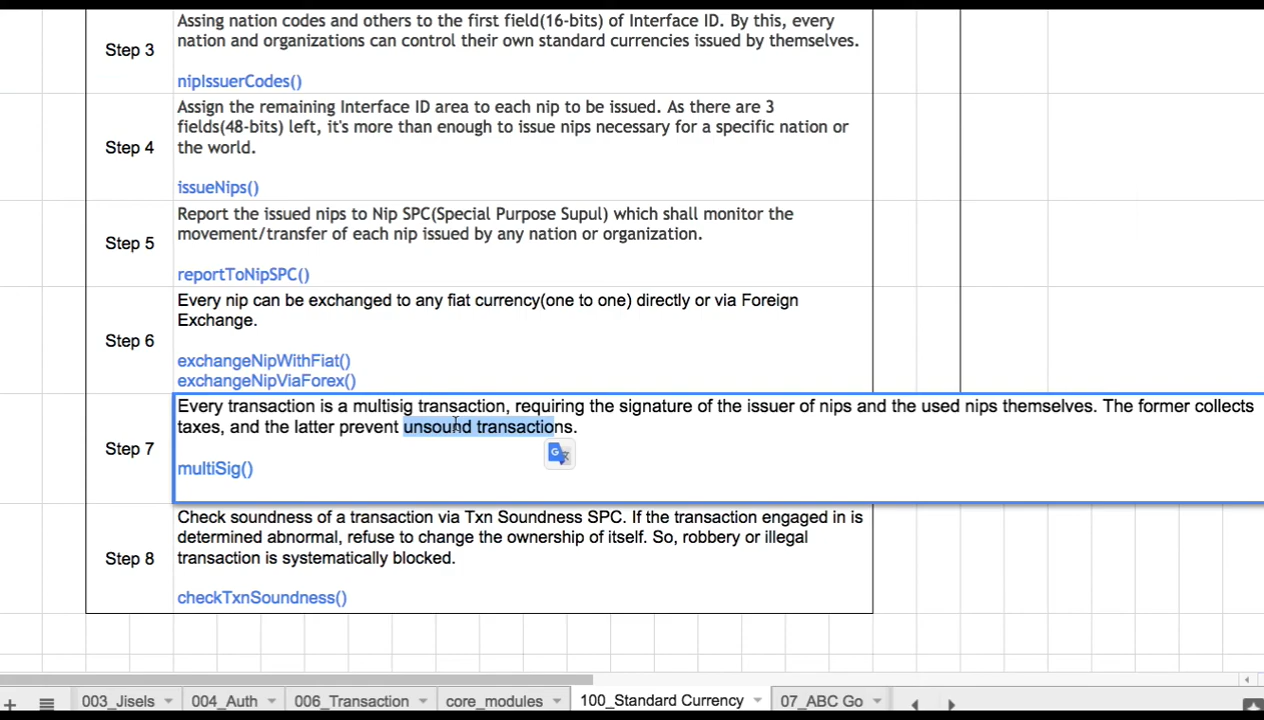 Assing nation codes and others to the first field(16-bits) of Interface ID. By this, every
nation and organizations can control their own standard currencies issued by themselves.
Step 3
nipIssuerCodes()
Assign the remaining Interface ID area to each nip to be issued. As there are 3
fields(48-bits) left, it's more than enough to issue nips necessary for a specific nation or
the world.
Step 4
issueNips()
Report the issued nips to Nip SPC(Special Purpose Supul) which shall monitor the
movement/transfer of each nip issued by any nation or organization.
Step 5
reportToNipSPC()
Every nip can be exchanged to any fiat currency(one to one) directly or via Foreign
Exchange.
Step 6
exchangeNipWithFiat()
exchangeNipViaForex()
Every transaction is a multisig transaction, requiring the signature of the issuer of nips and the used nips themselves. The former collects
taxes, and the latter prevent unsound transactions.
Step 7
multiSig()
Check soundness of a transaction via Txn Soundness SPC. If the transaction engaged in is
determined abnormal, refuse to change the ownership of itself. So, robbery or illegal
transaction is systematically blocked.
Step 8
checkTxnSoundness()
003_Jisels 004_Auth 006_Transaction core_modules 100_Standard Currency 07_ABC Go